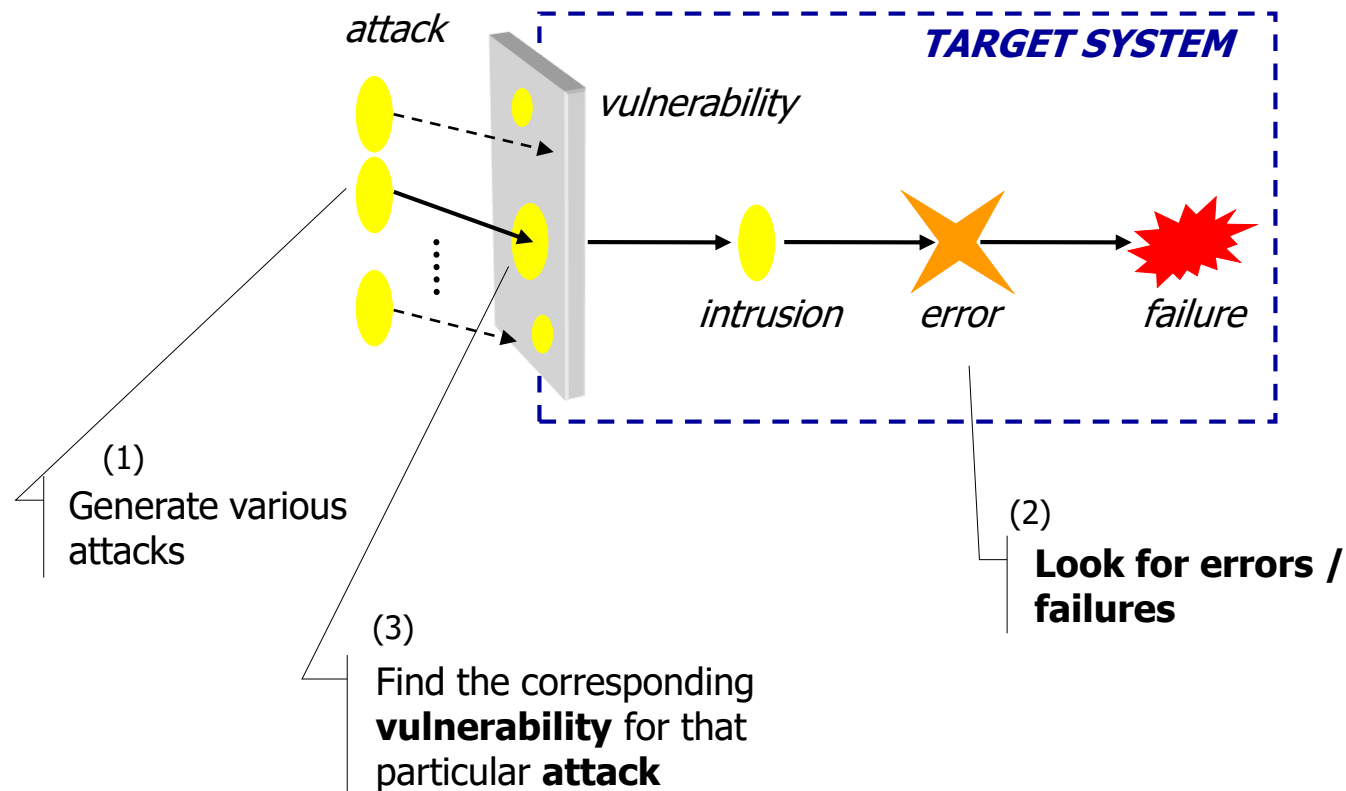 attack
TARGET SYSTEM
vulnerability
intrusion
error
failure
(1)
Generate various
attacks
(2)
Look for errors /
failures
(3)
Find the corresponding
vulnerability for that
particular attack